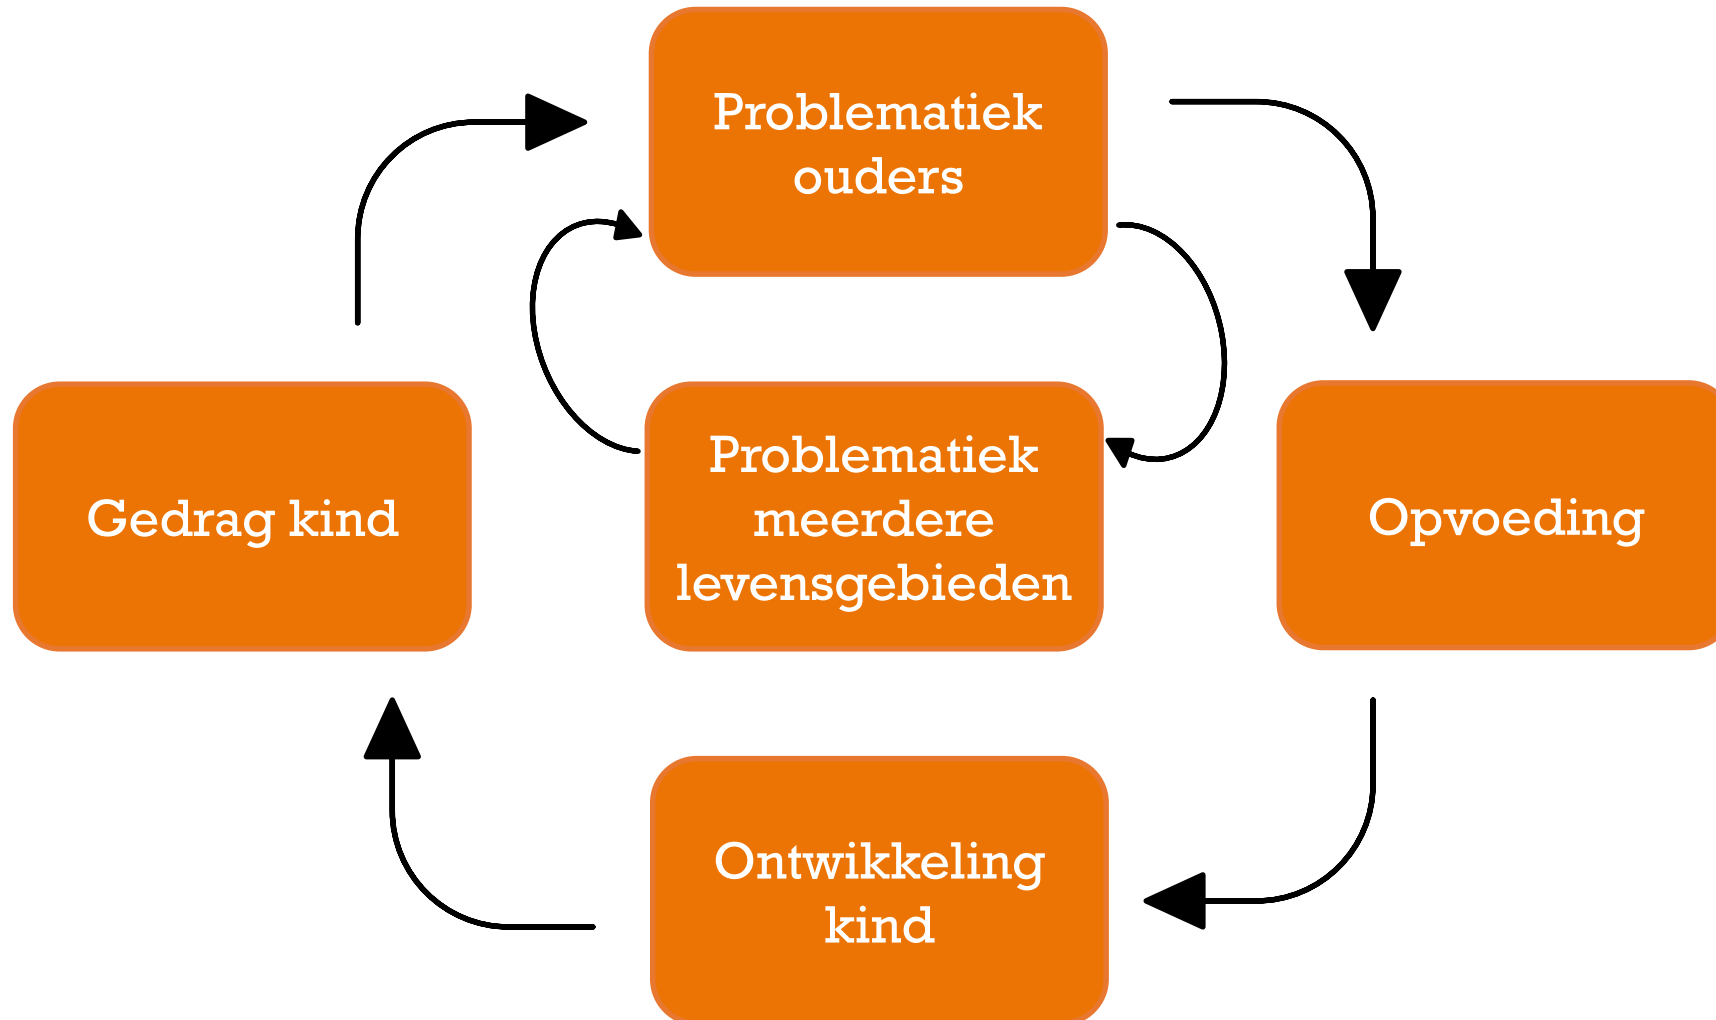 Problematiek
ouders
Gedrag kind
Problematiek
meerdere
levensgebieden
Opvoeding
Ontwikkeling
kind